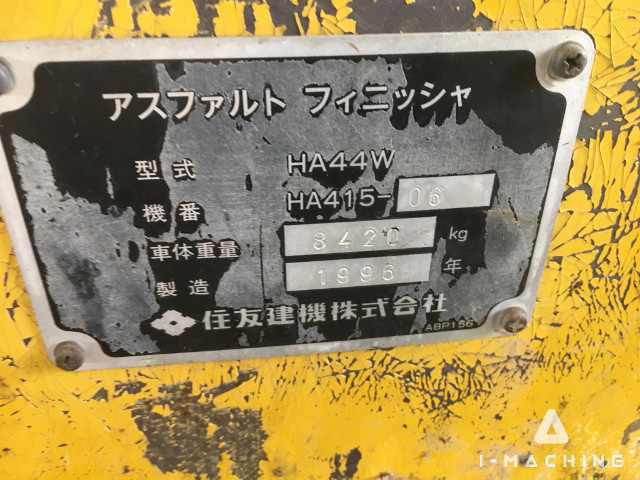 アスファルト フィニッシャ
型式 HA44W
機番 HA415-06
車体重量 8420 kg
製造 1996 年
住友建機株式会社
ABP156
I-MACHING